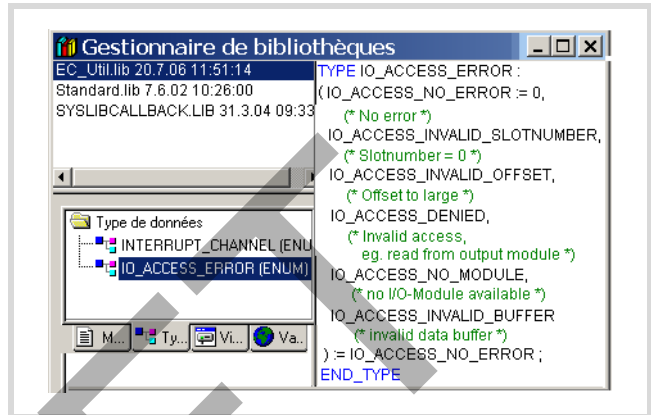 Gestionnaire de bibliothèques
EC_Util.lib 20.7.06 11:51:14
Standard.lib 7.6.02 10:26:00
SYSLIBCALLBACK.LIB 31.3.04 09:33
Type de données
INTERRUPT_CHANNEL (ENU
IO_ACCESS_ERROR (ENUM)
M...
Ty...
Vi...
Va..
TYPE IO_ACCESS_ERROR :
(IO_ACCESS_NO_ERROR := 0,
(* No error *)
IO_ACCESS_INVALID_SLOTNUMBER,
(* Slotnumber = 0 *)
IO_ACCESS_INVALID_OFFSET,
(* Offset to large *)
IO_ACCESS_DENIED,
(* Invalid access,
eg. read from output module *)
IO_ACCESS_NO_MODULE,
(* no I/O-Module available *)
IO_ACCESS_INVALID_BUFFER
(* invalid data buffer *)
) := IO_ACCESS_NO_ERROR ;
END_TYPE